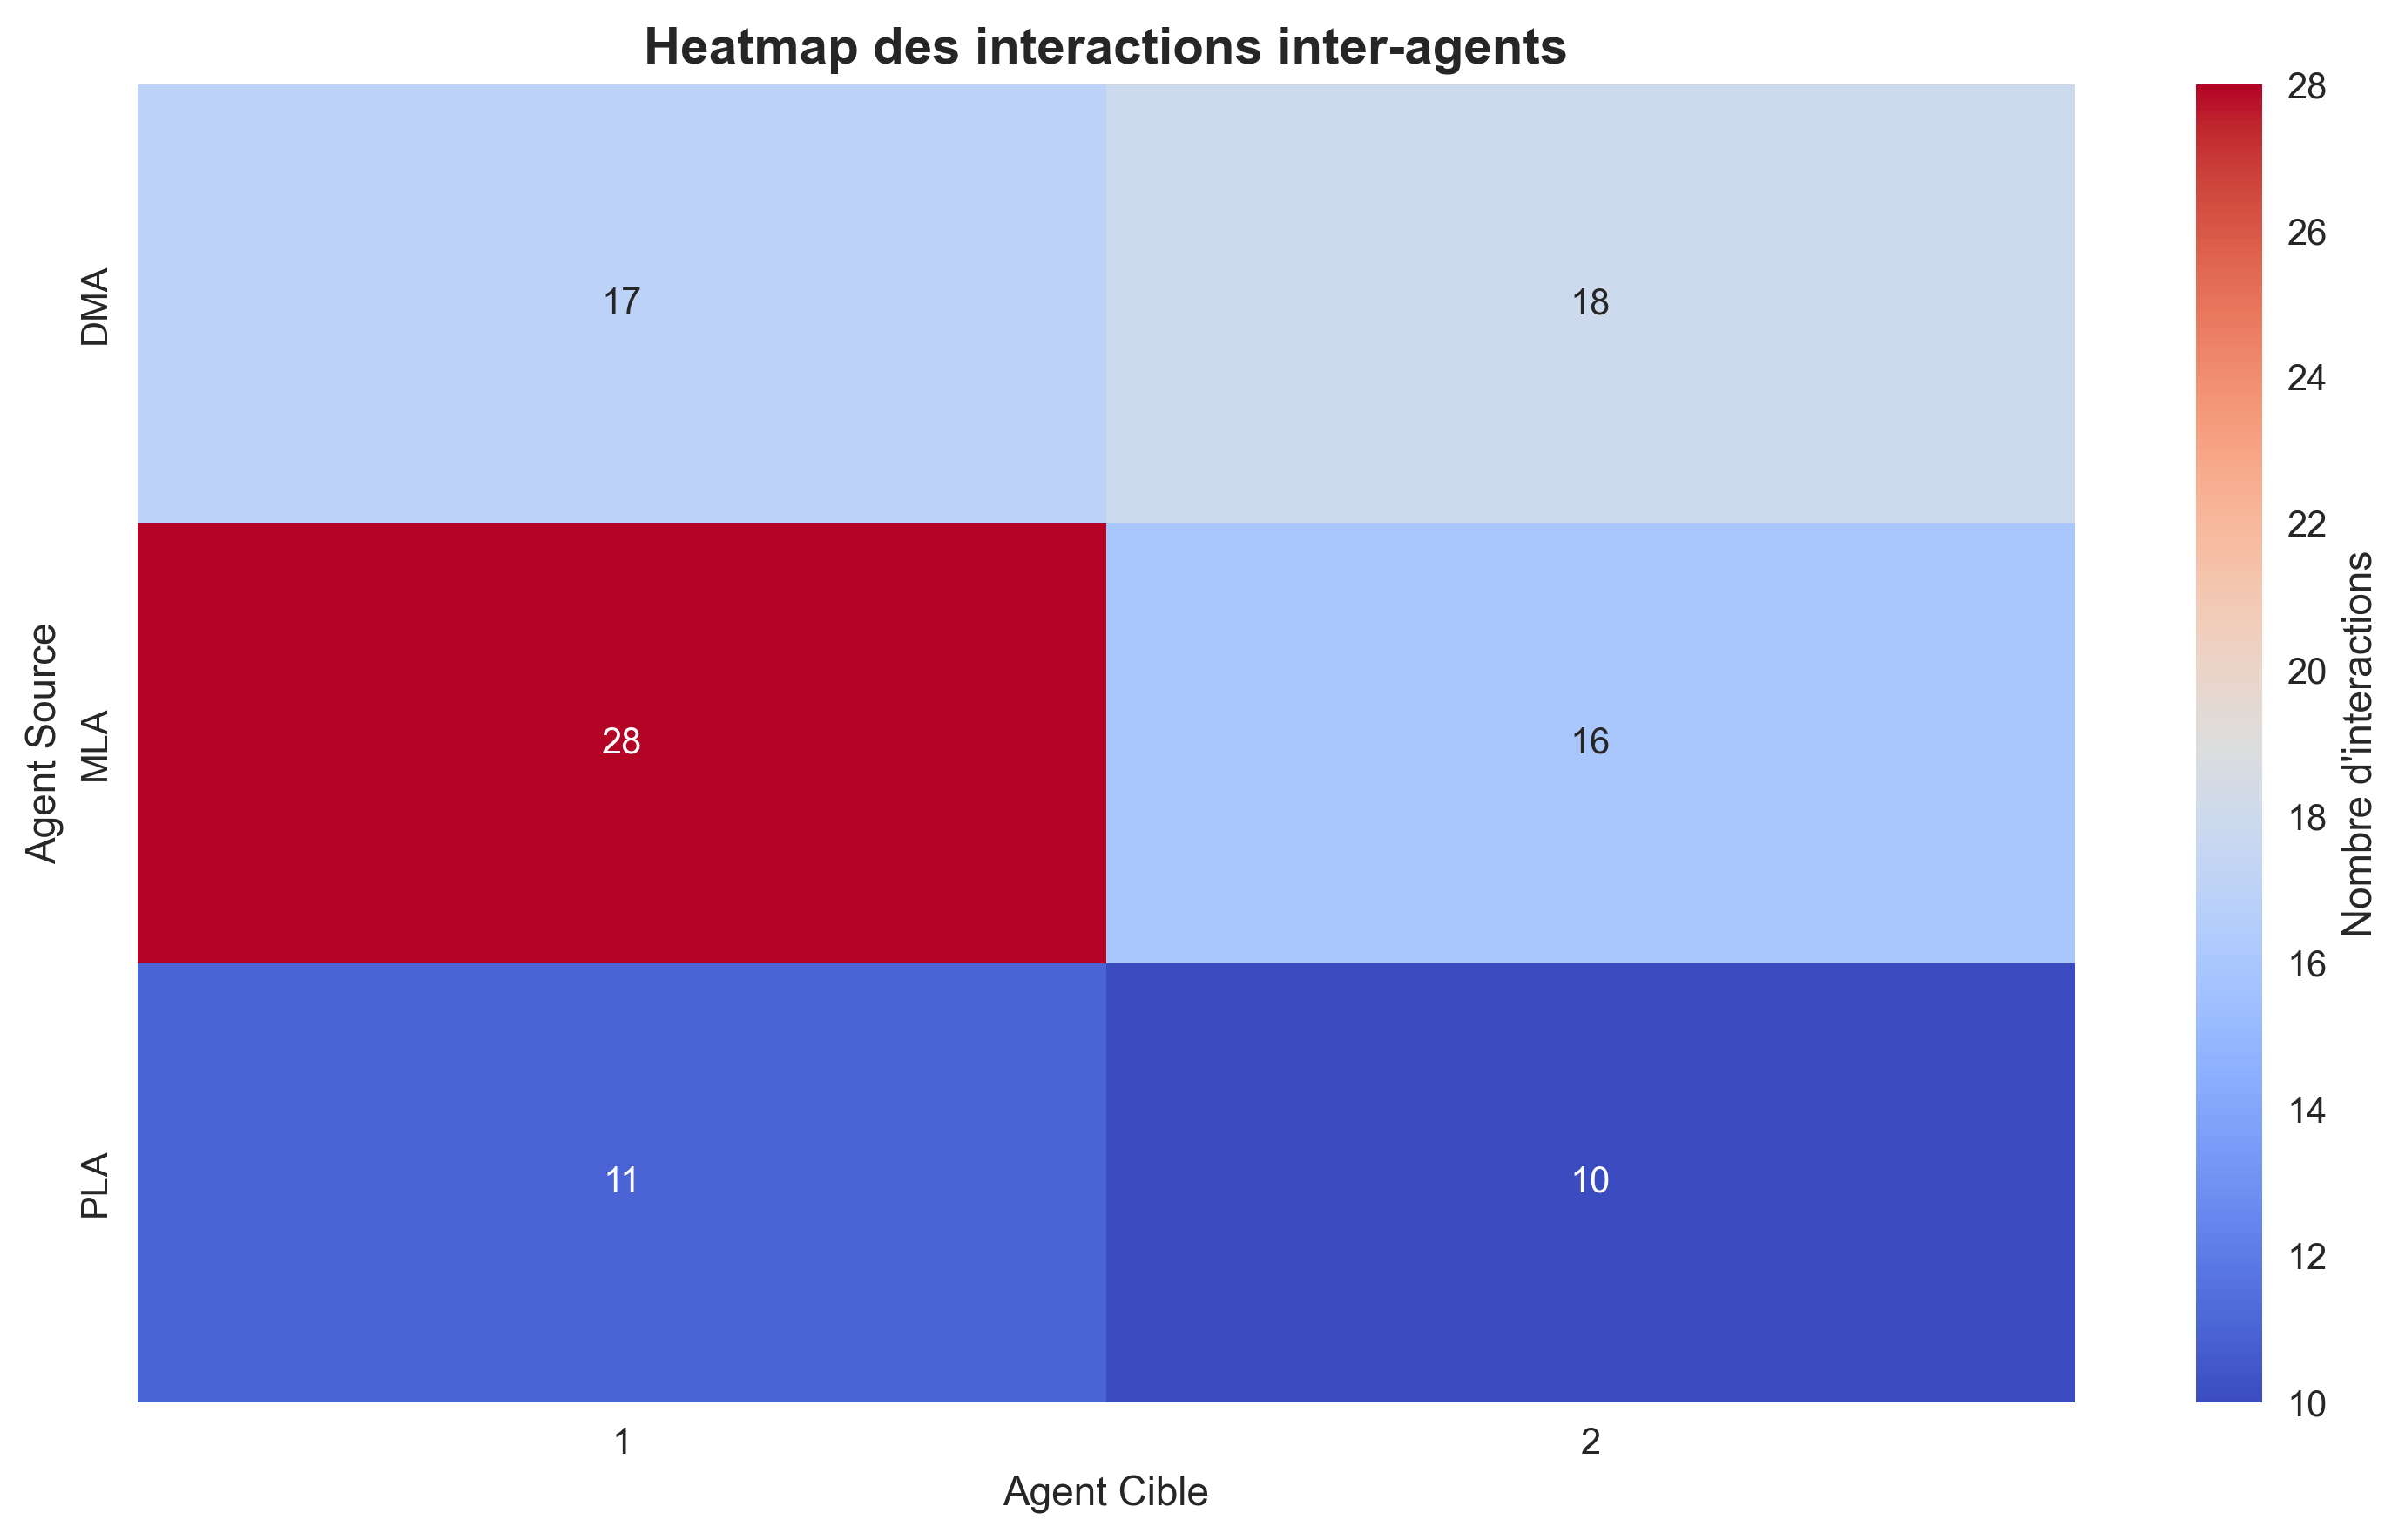 Heatmap des interactions inter-agents
Agent Source
DMA
17
18
MLA
28
16
PLA
11
10
1
2
Agent Cible
28
26
24
22
20
18
16
14
12
10
Nombre d'interactions